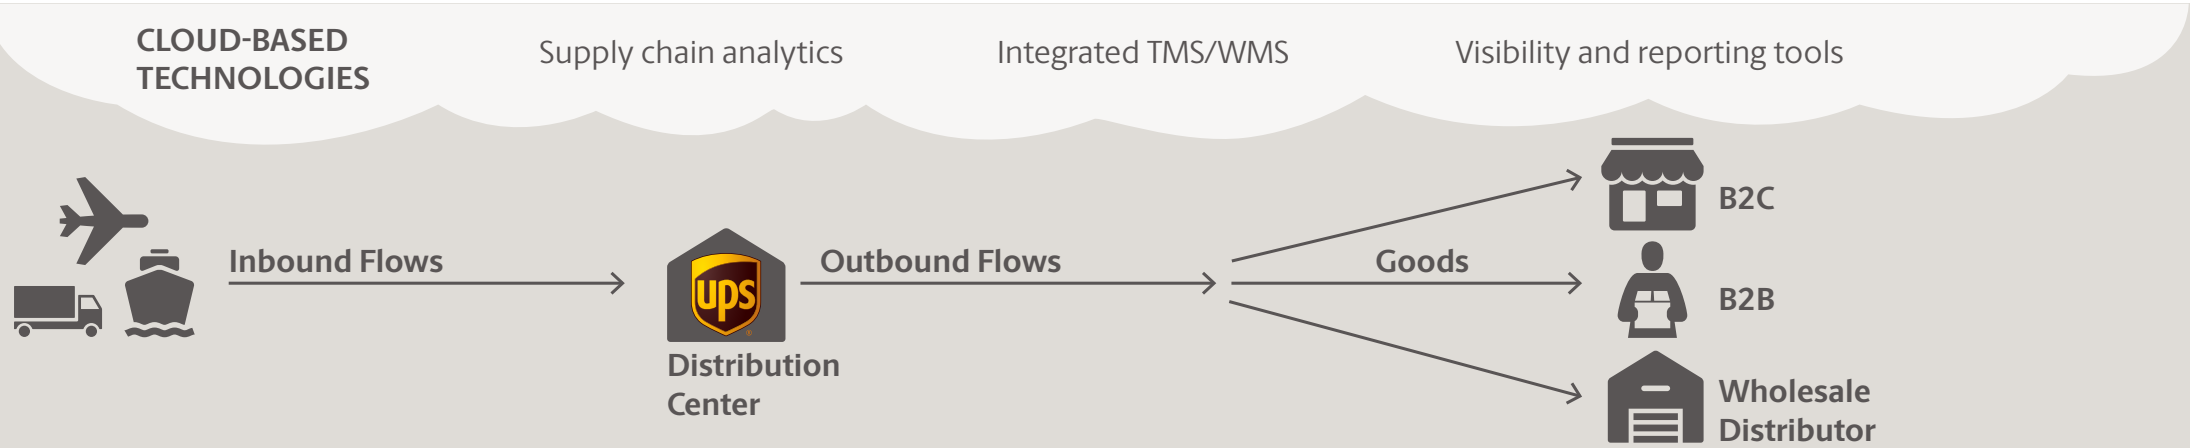 CLOUD-BASED
TECHNOLOGIES
Supply chain analytics
Integrated TMS/WMS
Visibility and reporting tools
Inbound Flows
ups
®
Distribution
Center
Outbound Flows
Goods
B2C
B2B
Wholesale
Distributor